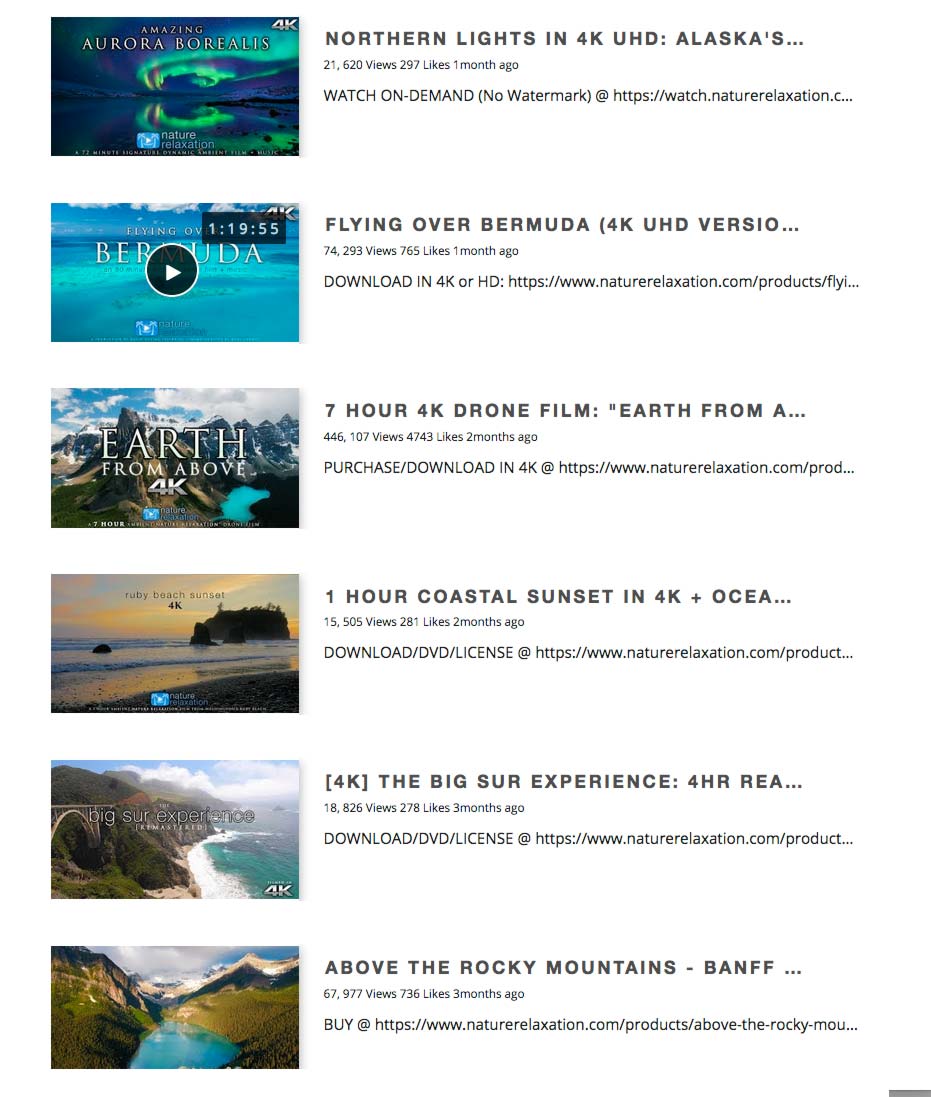 AMAZING
AURORA BOREALIS
4K
nature
relaxation
A 72 MINUTE SIGNATURE DYNAMIC AMBIENT FILM + MUSIC
NORTHERN LIGHTS IN 4K UHD: ALASKA'S...
21, 620 Views 297 Likes 1month ago
WATCH ON-DEMAND (No Watermark) @ https://watch.naturerelaxation.c...
4K
1:19:55
FLYING OV
BERMUDA
nature
relaxation
FLYING OVER BERMUDA (4K UHD VERSIO...
74, 293 Views 765 Likes 1month ago
DOWNLOAD IN 4K or HD: https://www.naturerelaxation.com/products/flyi...
EARTH
FROM ABOVE
4K
nature
relaxation
A 7 HOUR AMBIENT NATURE RELAXATION DRONE FILM
7 HOUR 4K DRONE FILM: "EARTH FROM A...
446, 107 Views 4743 Likes 2months ago
PURCHASE/DOWNLOAD IN 4K @ https://www.naturerelaxation.com/prod...
ruby beach sunset
4K
nature
relaxation
1 HOUR COASTAL SUNSET IN 4K + OCEA...
15, 505 Views 281 Likes 2months ago
DOWNLOAD/DVD/LICENSE @ https://www.naturerelaxation.com/product...
THE
big sur experience
[REMASTERED]
FILMED IN
4K
[4K] THE BIG SUR EXPERIENCE: 4HR REA...
18, 826 Views 278 Likes 3months ago
DOWNLOAD/DVD/LICENSE @ https://www.naturerelaxation.com/product...
ABOVE THE ROCKY MOUNTAINS - BANFF ...
67, 977 Views 736 Likes 3months ago
BUY @ https://www.naturerelaxation.com/products/above-the-rocky-mou...